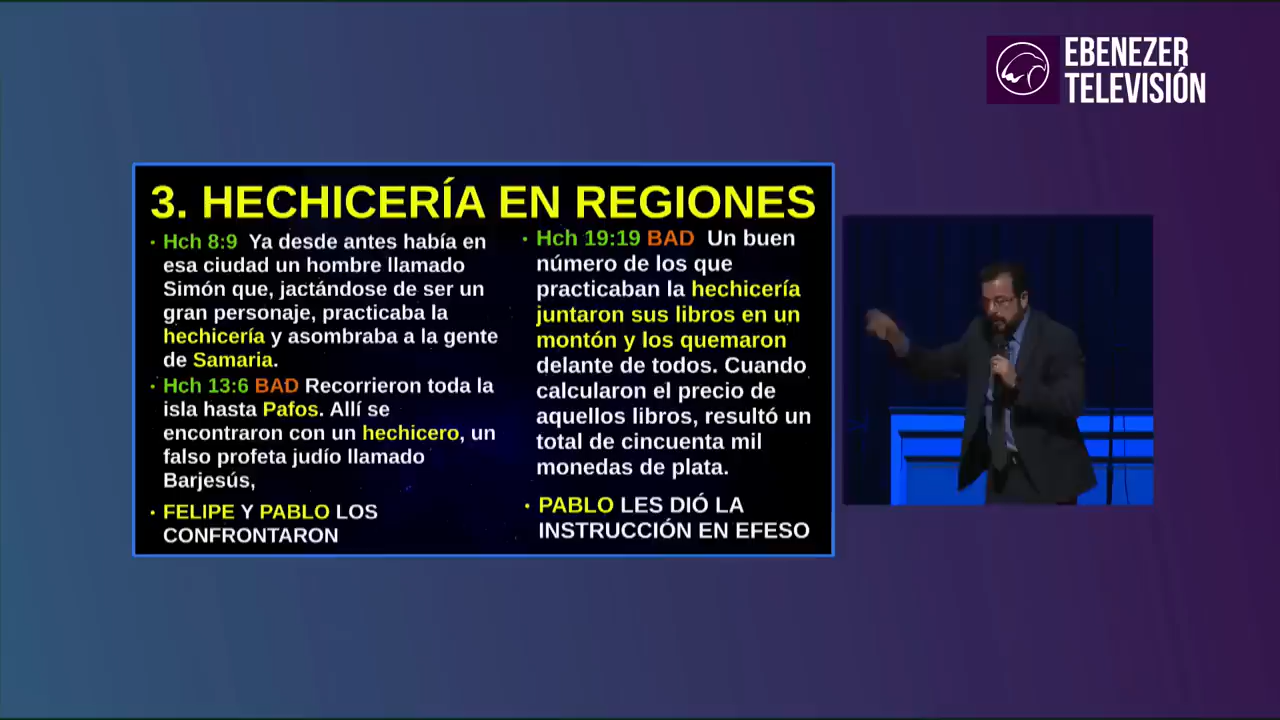 EBENEZER
TELEVISIÓN
3. HECHICERÍA EN REGIONES
• Hch 8:9 Ya desde antes había en
esa ciudad un hombre llamado
Simón que, jactándose de ser un
gran personaje, practicaba la
hechicería y asombraba a la gente
de Samaria.
• Hch 13:6 BAD Recorrieron toda la
isla hasta Pafos. Allí se
encontraron con un hechicero, un
falso profeta judío llamado
Barjesús,
• FELIPE Y PABLO LOS
CONFRONTARON
• Hch 19:19 BAD Un buen
número de los que
practicaban la hechicería
juntaron sus libros en un
montón y los quemaron
delante de todos. Cuando
calcularon el precio de
aquellos libros, resultó un
total de cincuenta mil
monedas de plata.
• PABLO LES DIÓ LA
INSTRUCCIÓN EN EFESO